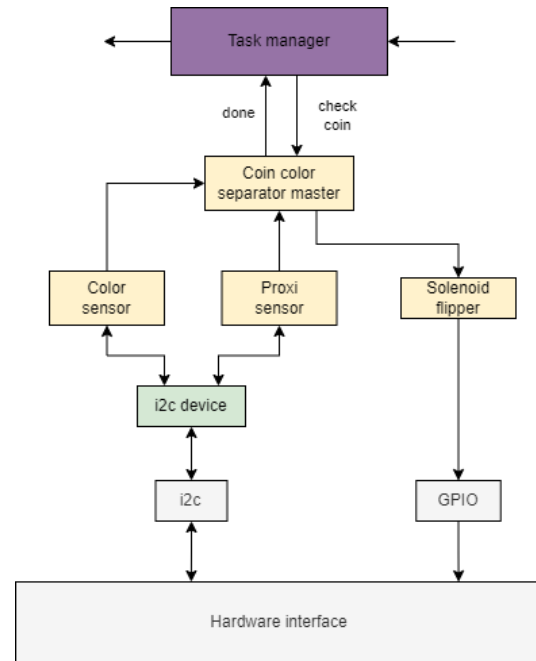 Task manager
done
check
coin
Coin color
separator master
Color
sensor
Proxi
sensor
Solenoid
flipper
i2c device
i2c
GPIO
Hardware interface